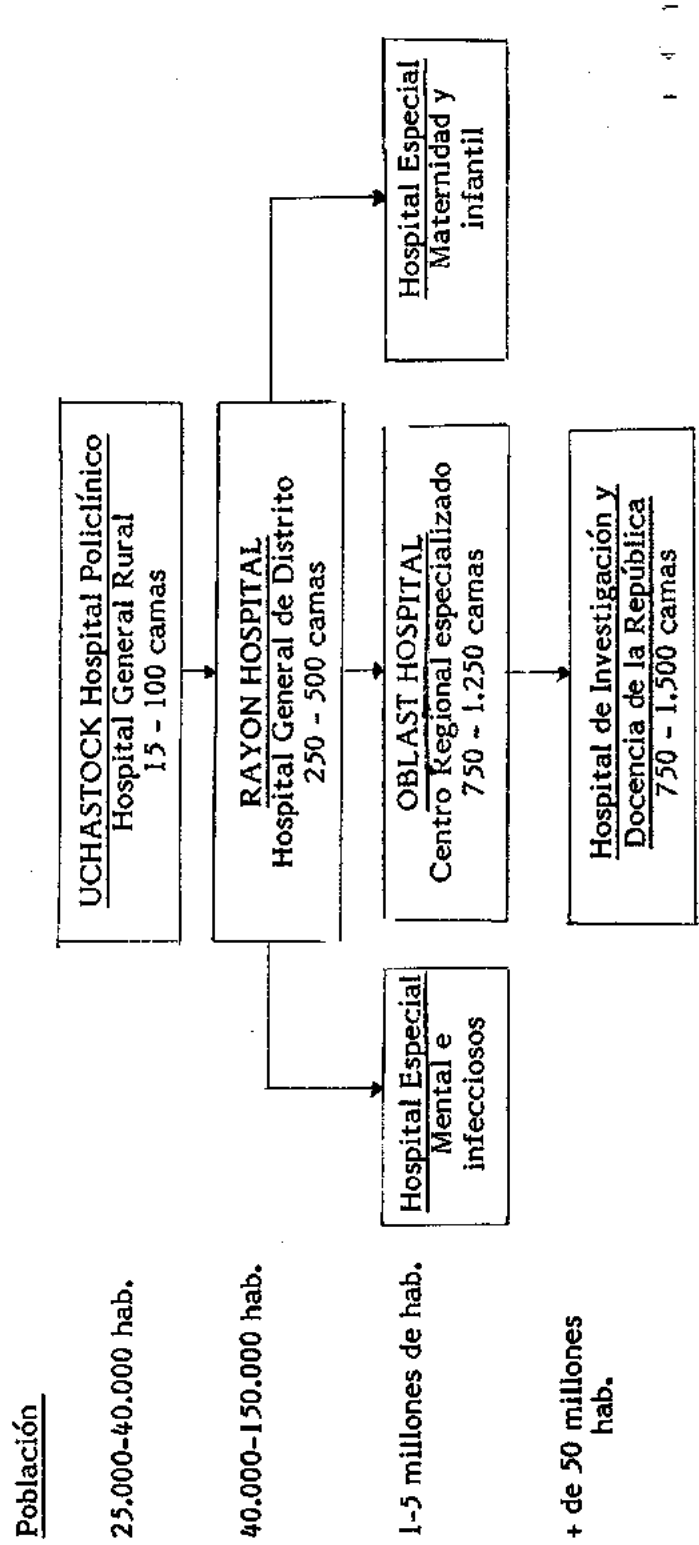 Población
25.000-40.000 hab.
UCHASTOCK Hospital Policlínico
Hospital General Rural
15 - 100 camas
40.000-150.000 hab.
RAYON HOSPITAL
Hospital General de Distrito
250 - 500 camas
1-5 millones de hab.
Hospital Especial
Mental e
infecciosos
OBLAST HOSPITAL
Centro Regional especializado
750 - 1.250 camas
Hospital Especial
Maternidad y
infantil
+ de 50 millones
hab.
Hospital de Investigación y
Docencia de la República
750 - 1.500 camas